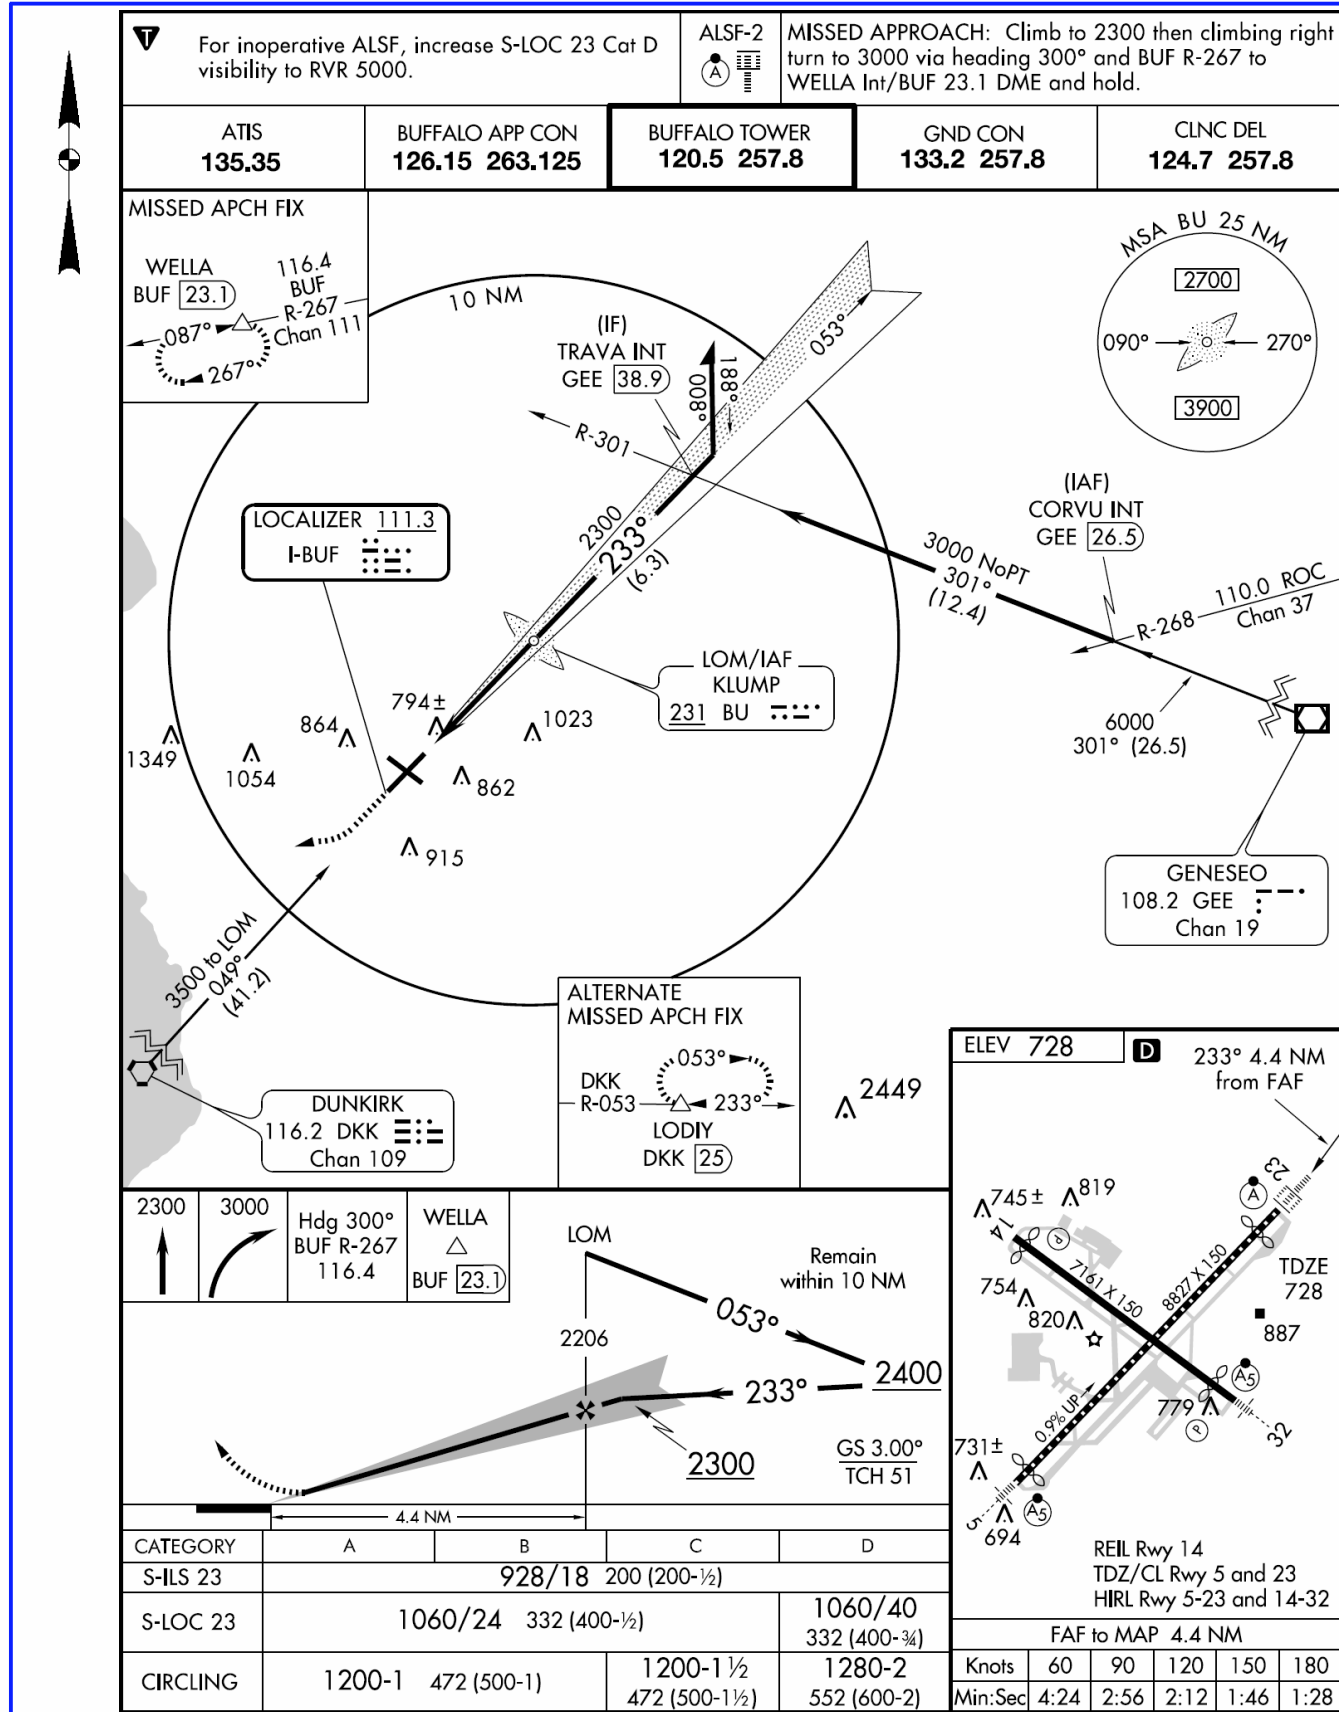 T
For inoperative ALSF, increase S-LOC 23 Cat D
visibility to RVR 5000.
ALSF-2
A
MISSED APPROACH: Climb to 2300 then climbing right
turn to 3000 via heading 300° and BUF R-267 to
WELLA Int/BUF 23.1 DME and hold.
ATIS
135.35
BUFFALO APP CON
126.15 263.125
BUFFALO TOWER
120.5 257.8
GND CON
133.2 257.8
CLNC DEL
124.7 257.8
MISSED APCH FIX
WELLA
BUF 23.1
116.4
BUF
R-267
Chan 111
087°
267°
10 NM
(IF)
TRAVA INT
GEE 38.9
R-301
008°
188°
053°
MSA BU 25 NM
2700
090°
270°
3900
LOCALIZER 111.3
I-BUF
2300
233°
(6.3)
(IAF)
CORVU INT
GEE 26.5
3000 NoPT
301°
(12.4)
R-268
110.0 ROC
Chan 37
LOM/IAF
KLUMP
231 BU
6000
301° (26.5)
794±
864
1023
1349
1054
862
915
GENESEO
108.2 GEE
Chan 19
3500 to LOM
049°
(41.2)
DUNKIRK
116.2 DKK
Chan 109
ALTERNATE
MISSED APCH FIX
053°
DKK
R-053
233°
LODIY
DKK 25
2449
ELEV 728
D
233° 4.4 NM
from FAF
23
A
745±
819
14
P
7161 X 150
8827 X 150
TDZE
728
754
820
887
A5
779
P
32
0.9% UP
731±
5
694
A5
REIL Rwy 14
TDZ/CL Rwy 5 and 23
HIRL Rwy 5-23 and 14-32
2300
3000
Hdg 300°
BUF R-267
116.4
WELLA
BUF 23.1
LOM
Remain
within 10 NM
053°
2206
2400
233°
2300
GS 3.00°
TCH 51
4.4 NM
CATEGORY A B C D
S-ILS 23 928/18 200 (200-½)
S-LOC 23 1060/24 332 (400-½) 1060/40
332 (400-¾)
CIRCLING 1200-1 472 (500-1) 1200-1½
472 (500-1½)
1280-2
552 (600-2)
FAF to MAP 4.4 NM
Knots 60 90 120 150 180
Min:Sec 4:24 2:56 2:12 1:46 1:28